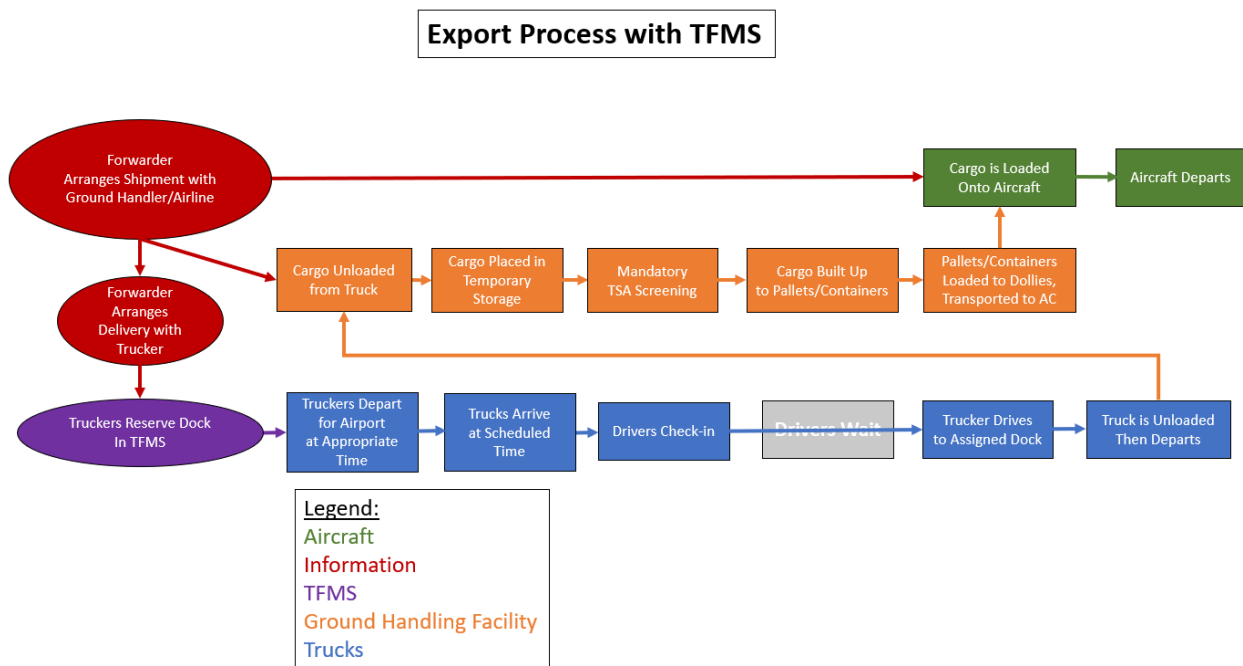 Export Process with TFMS
Forwarder
Arranges Shipment with
Ground Handler/Airline
Cargo is Loaded
Onto Aircraft
Aircraft Departs
Cargo Unloaded
from Truck
Cargo Placed in
Temporary
Storage
Mandatory
TSA Screening
Cargo Built Up
to Pallets/Containers
Pallets/Containers
Loaded to Dollies,
Transported to AC
Forwarder
Arranges
Delivery with
Trucker
Truckers Reserve Dock
In TFMS
Truckers Depart
for Airport
at Appropriate
Time
Trucks Arrive
at Scheduled
Time
Drivers Check-in
Drivers Wait
Trucker Drives
to Assigned Dock
Truck is Unloaded
Then Departs
Legend:
Aircraft
Information
TFMS
Ground Handling Facility
Trucks